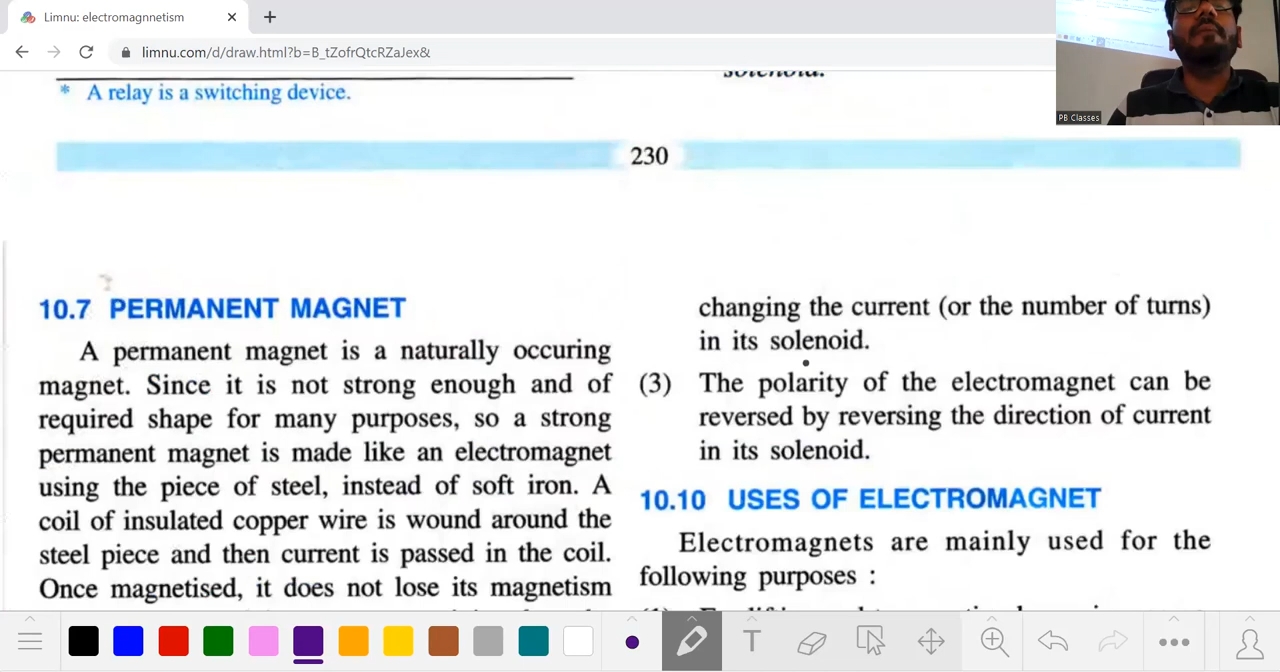 Limnu: electromagnnetism
limnu.com/d/draw.html?b=B_tZofrQtcRZaJex&
solenoid.
* A relay is a switching device.
PB Classes
230
10.7 PERMANENT MAGNET
A permanent magnet is a naturally occuring
magnet. Since it is not strong enough and of
required shape for many purposes, so a strong
permanent magnet is made like an electromagnet
using the piece of steel, instead of soft iron. A
coil of insulated copper wire is wound around the
steel piece and then current is passed in the coil.
Once magnetised, it does not lose its magnetism
changing the current (or the number of turns)
in its solenoid.
(3) The polarity of the electromagnet can be
reversed by reversing the direction of current
in its solenoid.
10.10 USES OF ELECTROMAGNET
Electromagnets are mainly used for the
following purposes :
T